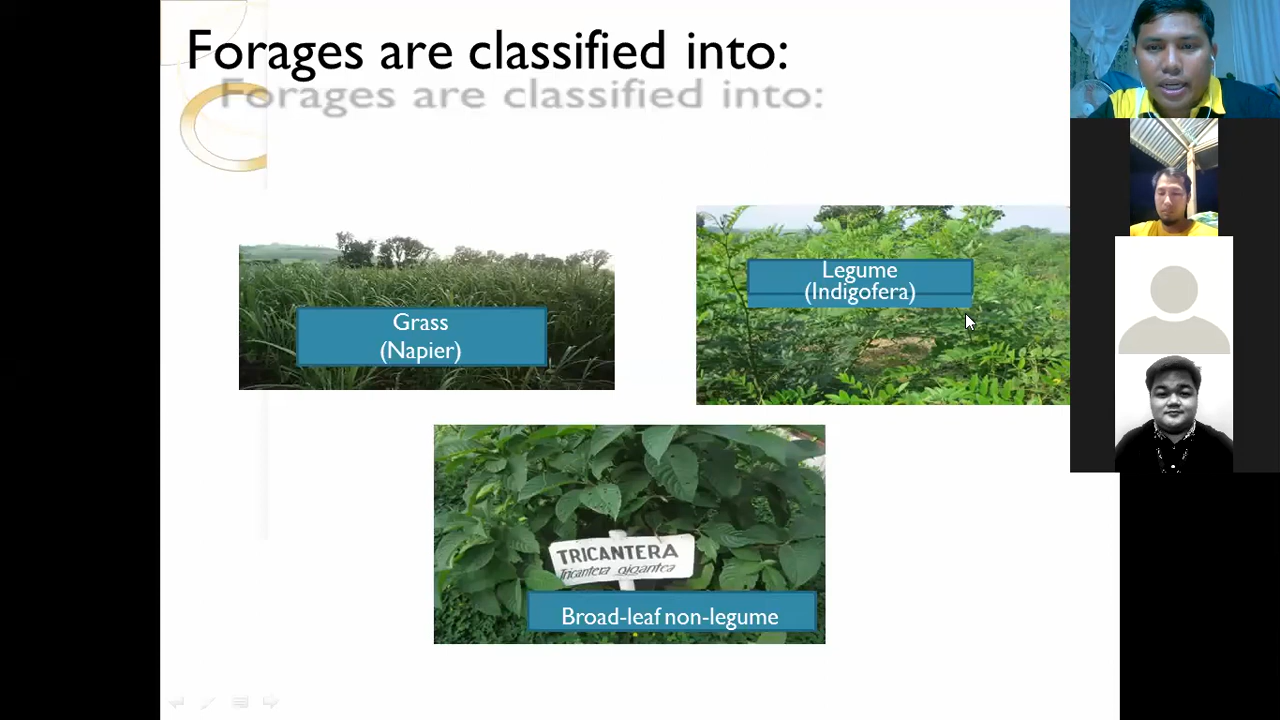 Forages are classified into:
Forages are classified into:
Legume
(Indigofera)
Grass
(Napier)
TRICANTERA
Tricantera gigantea
Broad-leaf non-legume